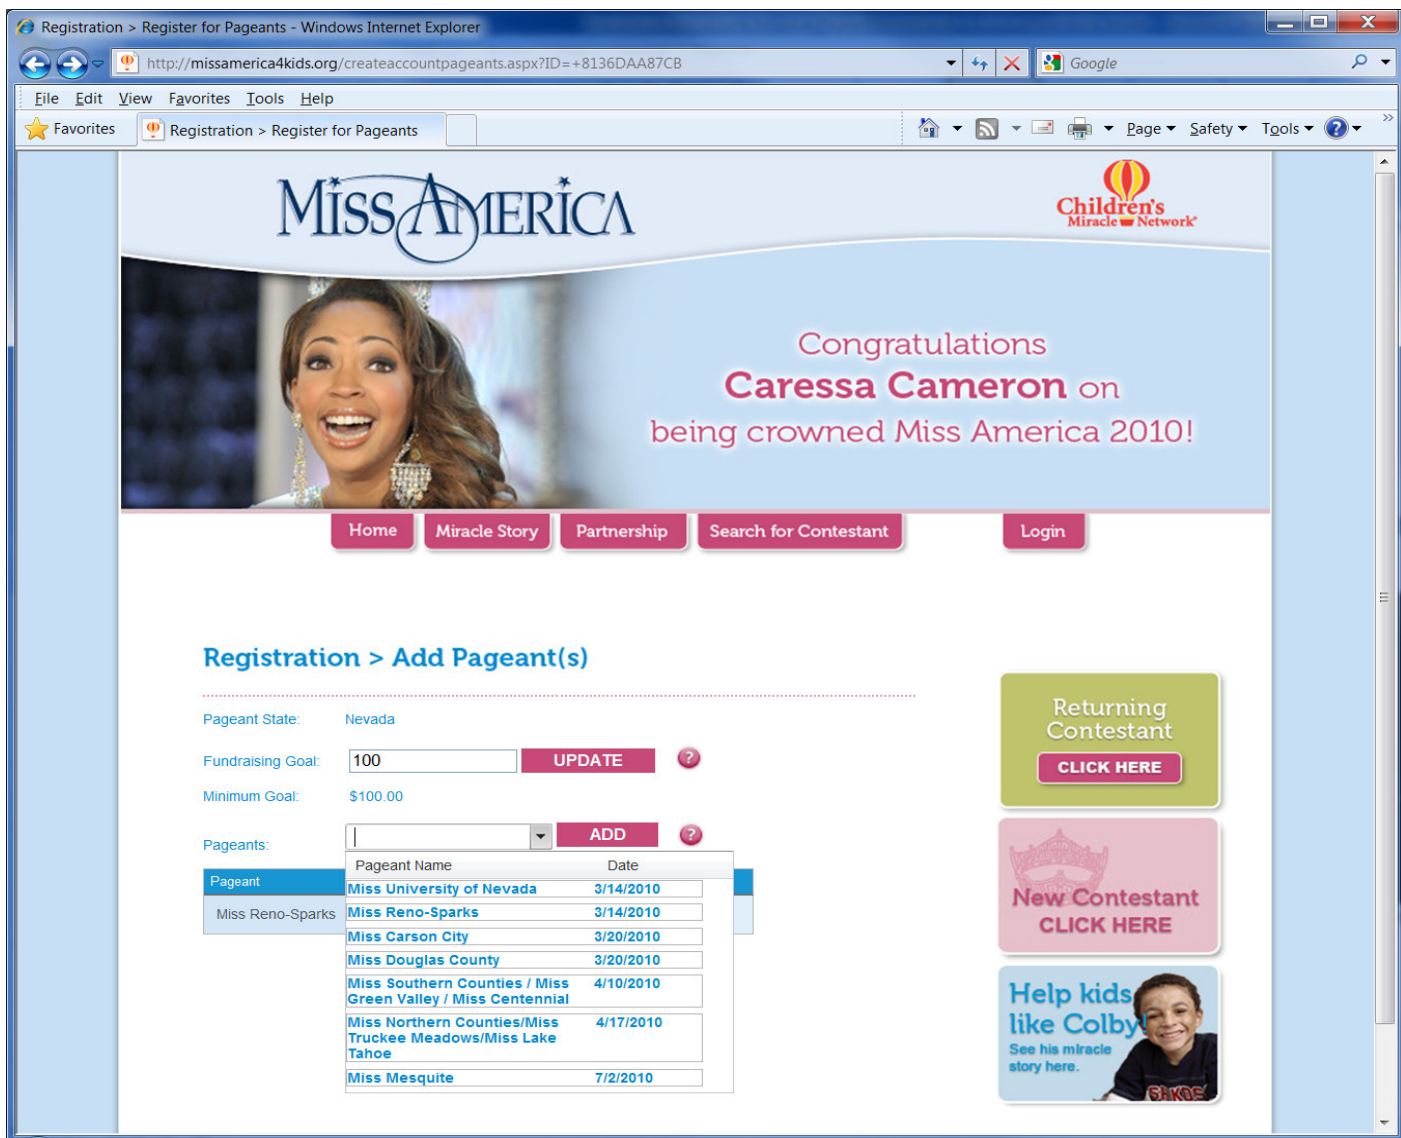 Registration > Register for Pageants - Windows Internet Explorer
http://missamerica4kids.org/createaccountpageants.aspx?ID=+8136DAA87CB
Google
File Edit View Favorites Tools Help
Favorites
Registration > Register for Pageants
Page Safety Tools
MISS AMERICA
Children's
Miracle Network
Congratulations
Caressa Cameron on
being crowned Miss America 2010!
Home Miracle Story Partnership Search for Contestant Login
Registration > Add Pageant(s)
Pageant State: Nevada
Fundraising Goal: 100 UPDATE ?
Minimum Goal: $100.00
Pageants: ADD ?
Pageant
Miss Reno-Sparks
Pageant Name Date
Miss University of Nevada 3/14/2010
Miss Reno-Sparks 3/14/2010
Miss Carson City 3/20/2010
Miss Douglas County 3/20/2010
Miss Southern Counties / Miss 4/10/2010
Green Valley / Miss Centennial
Miss Northern Counties/Miss 4/17/2010
Truckee Meadows/Miss Lake
Tahoe
Miss Mesquite 7/2/2010
Returning
Contestant
CLICK HERE
New Contestant
CLICK HERE
Help kids
like Colby!
See his miracle
story here.